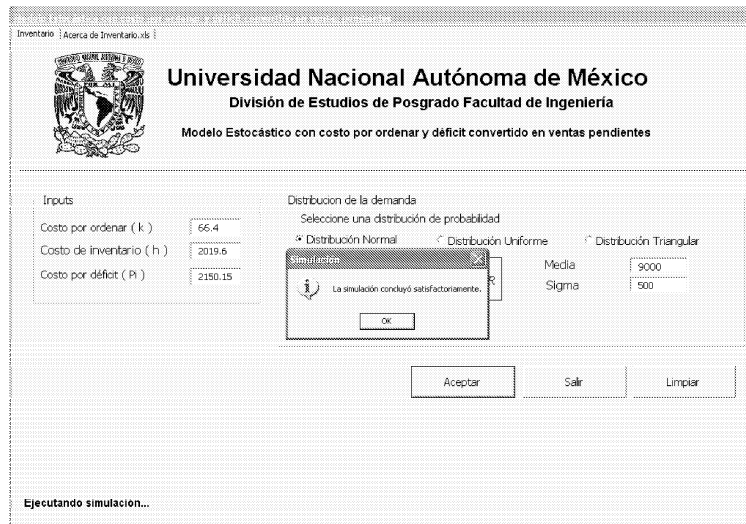 Inventario
Acerca de Inventario.xls
Universidad Nacional Autónoma de México
División de Estudios de Posgrado Facultad de Ingeniería
Modelo Estocástico con costo por ordenar y déficit convertido en ventas pendientes
Inputs
Costo por ordenar ( k )
66.4
Costo de inventario ( h )
2019.6
Costo por déficit ( Pi )
2150.15
Distribucion de la demanda
Seleccione una distribución de probabilidad
Distribución Normal
Distribución Uniforme
Distribución Triangular
Simulación
La simulación concluyó satisfactoriamente.
OK
R
Media
9000
Sigma
500
Aceptar
Salir
Limpiar
Ejecutando simulación...